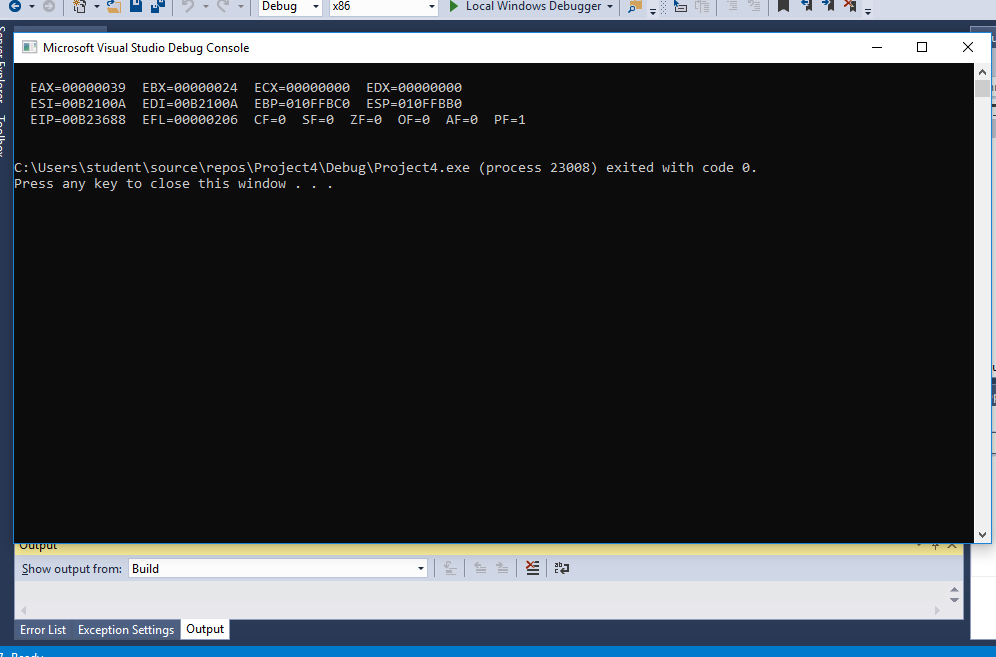 Debug x86 Local Windows Debugger
Server Explorer
Toolbox
Microsoft Visual Studio Debug Console
EAX=00000039 EBX=00000024 ECX=00000000 EDX=00000000
ESI=00B2100A EDI=00B2100A EBP=010FFBC0 ESP=010FFBB0
EIP=00B23688 EFL=00000206 CF=0 SF=0 ZF=0 OF=0 AF=0 PF=1
C:\Users\student\source\repos\Project4\Debug\Project4.exe (process 23008) exited with code 0.
Press any key to close this window . . .
Output
Show output from: Build
Error List Exception Settings Output
Ready